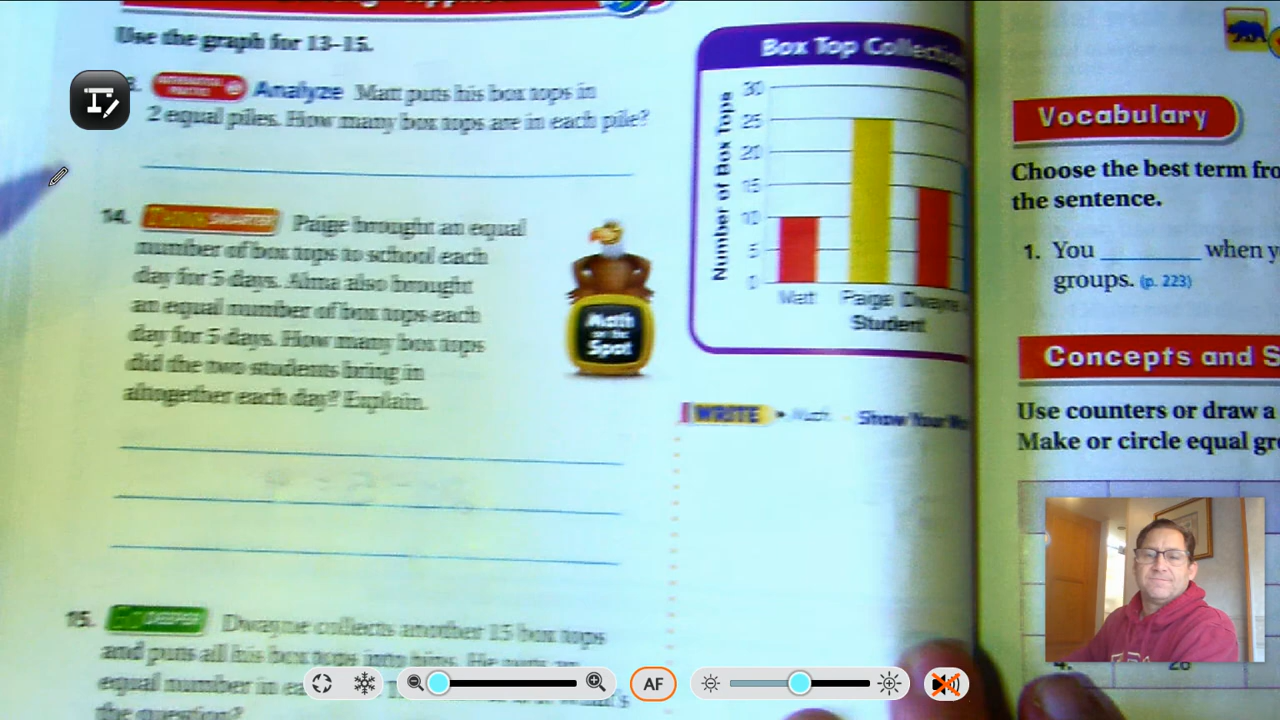 Use the graph for 13–15.
Analyze Matt puts his box tops in
2 equal piles. How many box tops are in each pile?
14. SMARTER Paige brought an equal
number of box tops to school each
day for 5 days. Alma also brought
an equal number of box tops each
day for 5 days. How many box tops
did the two students bring in
altogether each day? Explain.
Math
on the
Spot
15. DEEPER Dwayne collects another 15 box tops
and puts all his box tops into bins. He puts an
equal number in
the question?
Box Top
Number of Box Tops
30
25
20
15
10
5
0
Matt Paige Dwayne
Student
WRITE Math Show Your
Vocabulary
Choose the best term
the sentence.
1. You ________ when
groups. (p. 223)
Concepts and
Use counters or draw a
Make or circle equal
AF